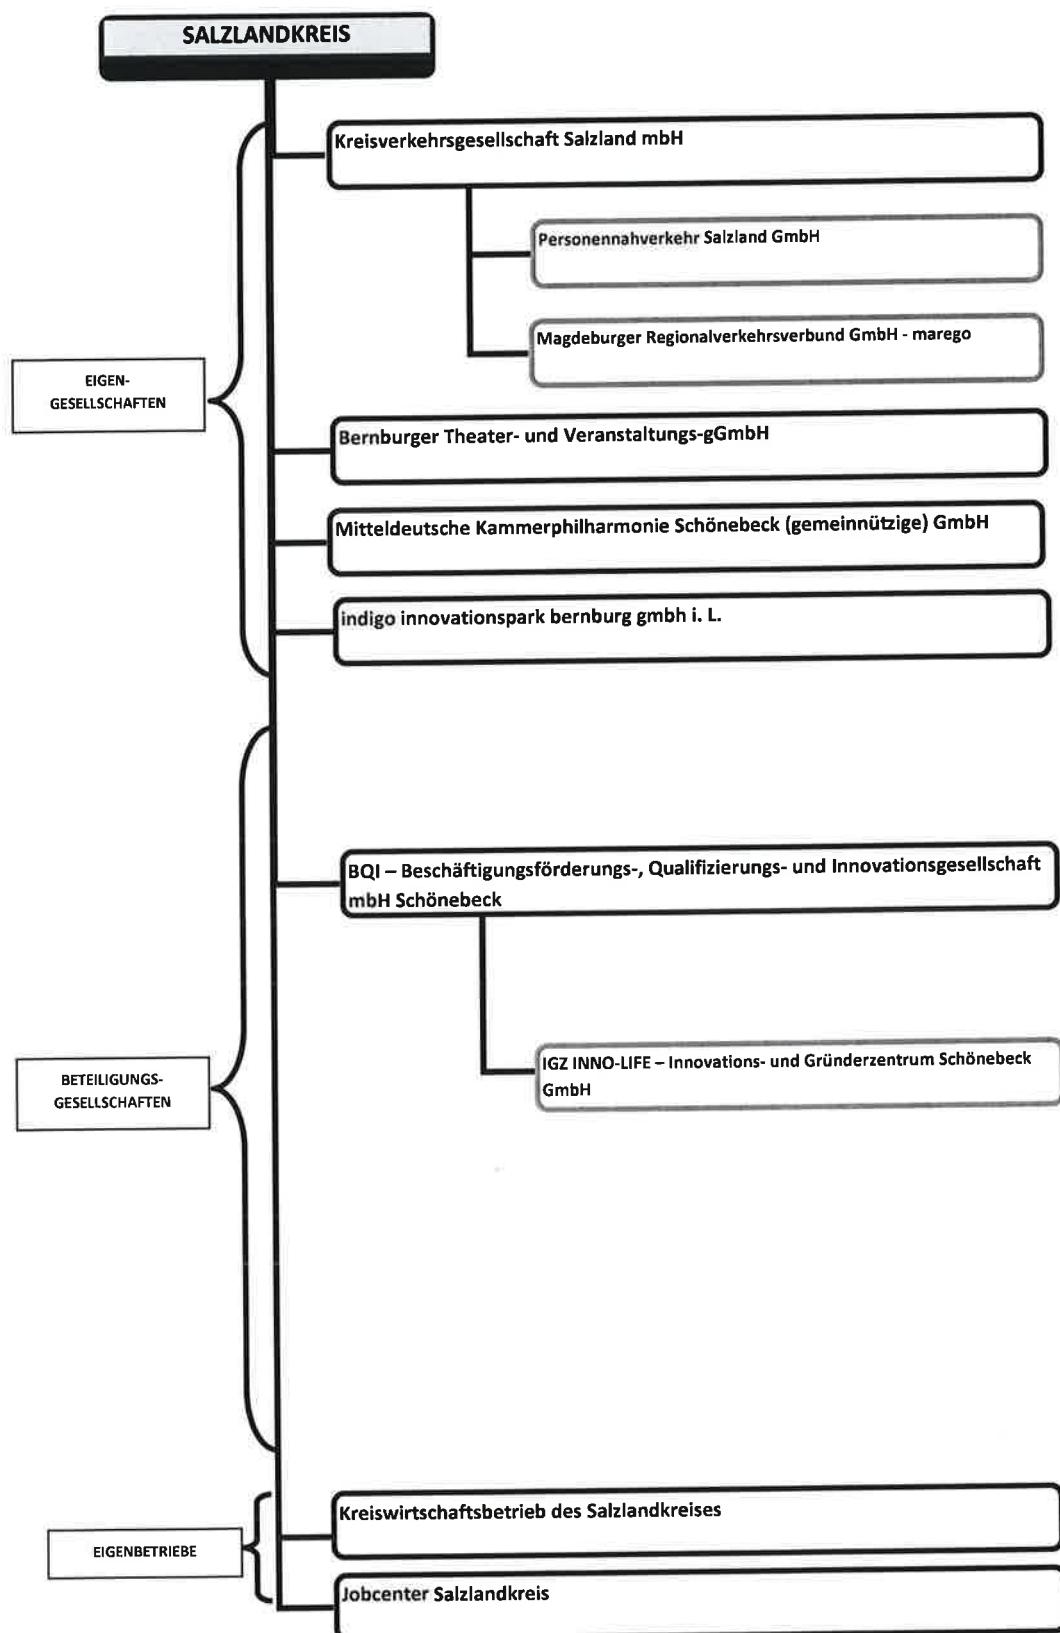 SALZLANDKREIS
Kreisverkehrsgesellschaft Salzland mbH
Personennahverkehr Salzland GmbH
Magdeburger Regionalverkehrsverbund GmbH - marego
EIGEN-
GESELLSCHAFTEN
Bernburger Theater- und Veranstaltungs-gGmbH
Mitteldeutsche Kammerphilharmonie Schönebeck (gemeinnützige) GmbH
indigo innovationspark bernburg gmbh i. L.
BQI – Beschäftigungsförderungs-, Qualifizierungs- und Innovationsgesellschaft
mbH Schönebeck
IGZ INNO-LIFE – Innovations- und Gründerzentrum Schönebeck
GmbH
BETEILIGUNGS-
GESELLSCHAFTEN
Kreiswirtschaftsbetrieb des Salzlandkreises
EIGENBETRIEBE
Jobcenter Salzlandkreis